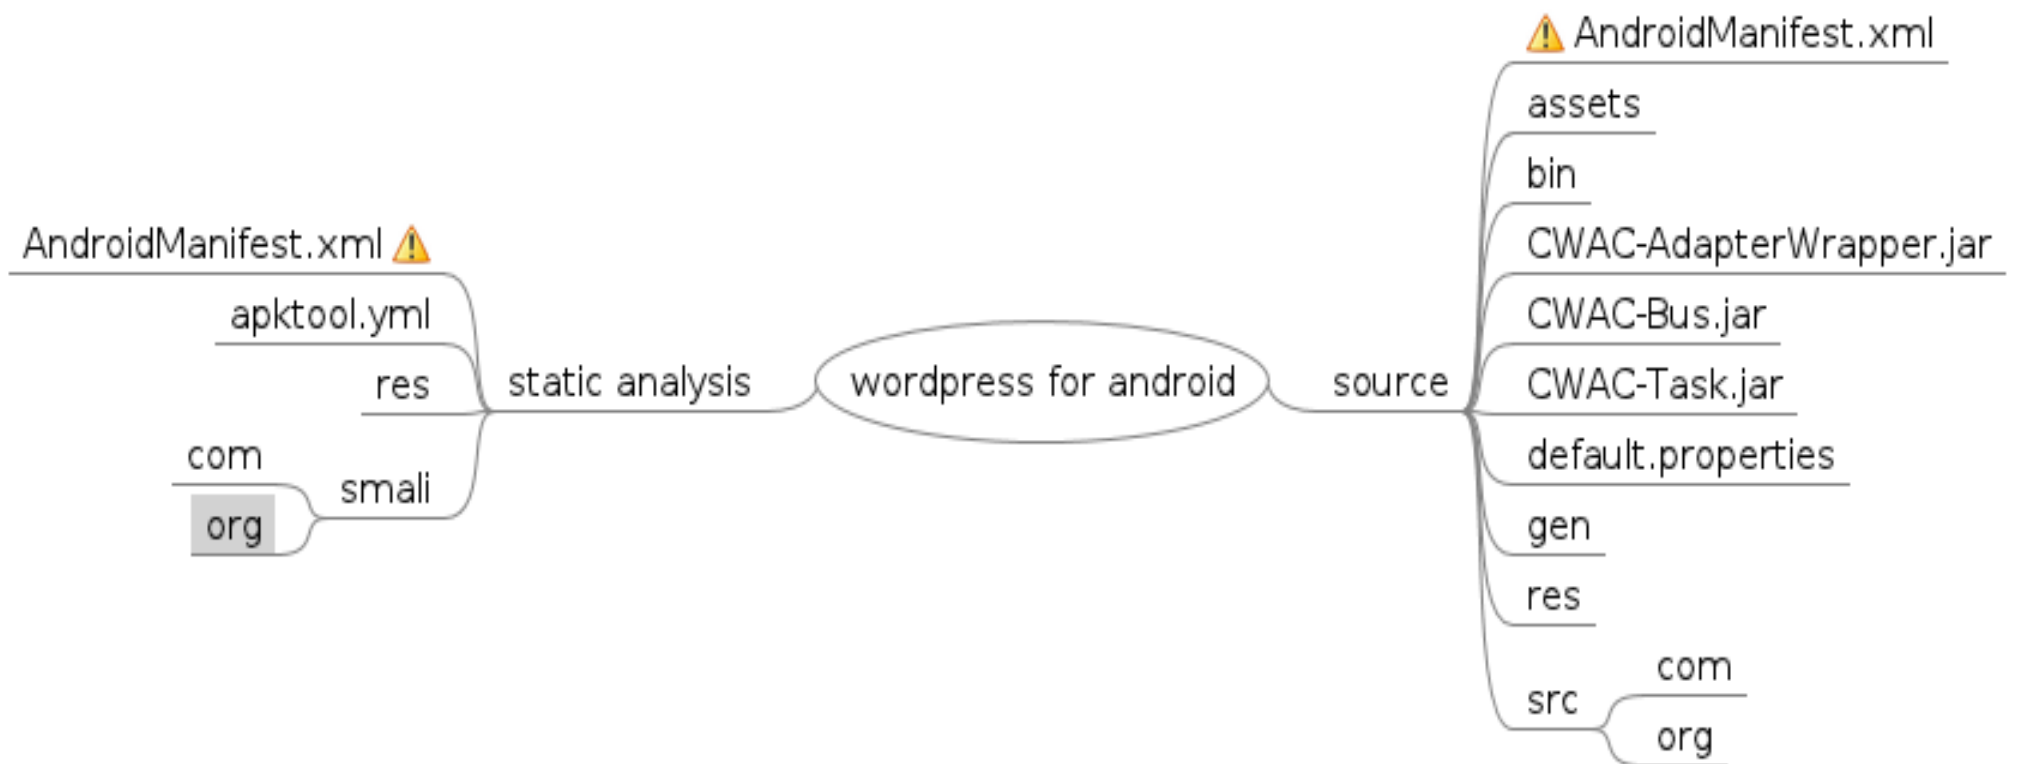 AndroidManifest.xml
apktool.yml
res
com
smali
org
static analysis
wordpress for android
source
AndroidManifest.xml
assets
bin
CWAC-AdapterWrapper.jar
CWAC-Bus.jar
CWAC-Task.jar
default.properties
gen
res
src
com
org